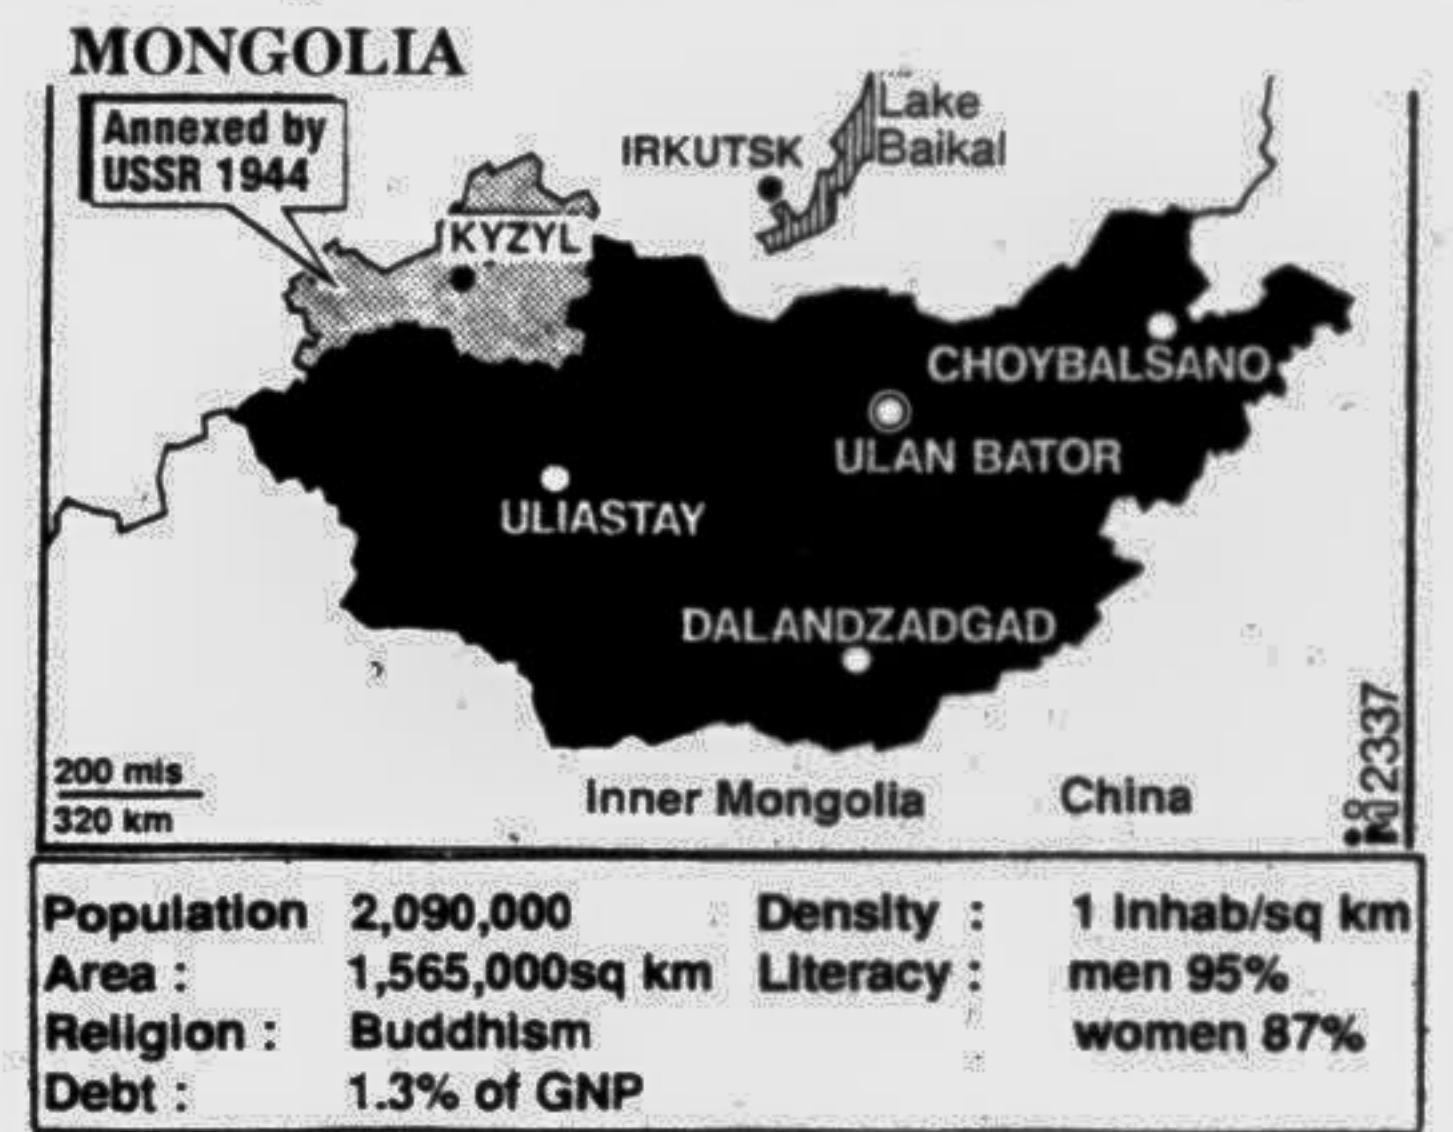 MONGOLIA
Annexed by
USSR 1944
Lake
Baikal
IRKUTSK
KYZYL
CHOYBALSANO
ULAN BATOR
ULIASTAY
DALANDZADGAD
200 mls
320 km
Inner Mongolia
China
2337
Population 2,090,000 Density : 1 inhab/sq km
Area : 1,565,000sq km Literacy : men 95%
Religion : Buddhism women 87%
Debt : 1.3% of GNP